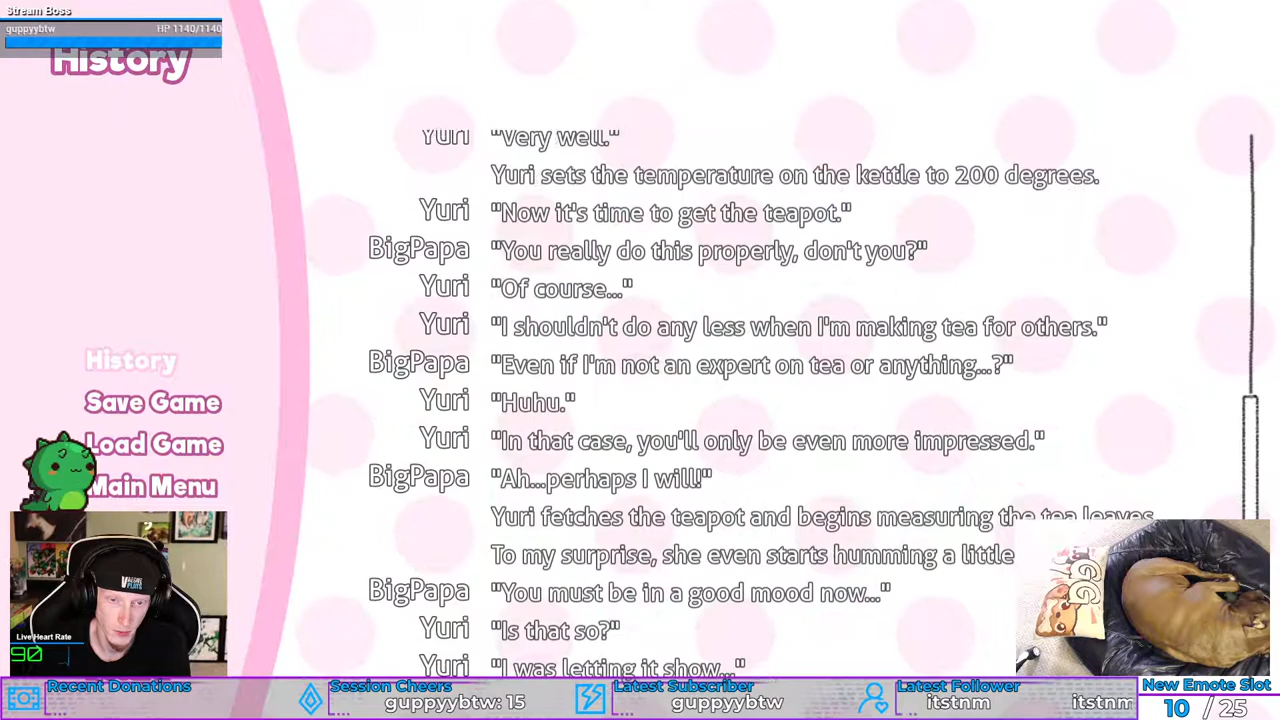 Stream Boss
guppyybtw HP 1140/1140
History
Yuri "Very well."
Yuri sets the temperature on the kettle to 200 degrees.
Yuri "Now it's time to get the teapot."
BigPapa "You really do this properly, don't you?"
Yuri "Of course..."
Yuri "I shouldn't do any less when I'm making tea for others."
BigPapa "Even if I'm not an expert on tea or anything...?"
Yuri "Huhu."
Yuri "In that case, you'll only be even more impressed."
BigPapa "Ah...perhaps I will!"
Yuri fetches the teapot and begins measuring the tea leaves.
To my surprise, she even starts humming a little
BigPapa "You must be in a good mood now..."
Yuri "Is that so?"
Yuri "I was letting it show..."
History
Save Game
Load Game
Main Menu
Live Heart Rate
90
GG
Recent Donations
Session Cheers
guppyybtw: 15
Latest Subscriber
guppyybtw
Latest Follower
itstnm itstnm
New Emote Slot
10 / 25